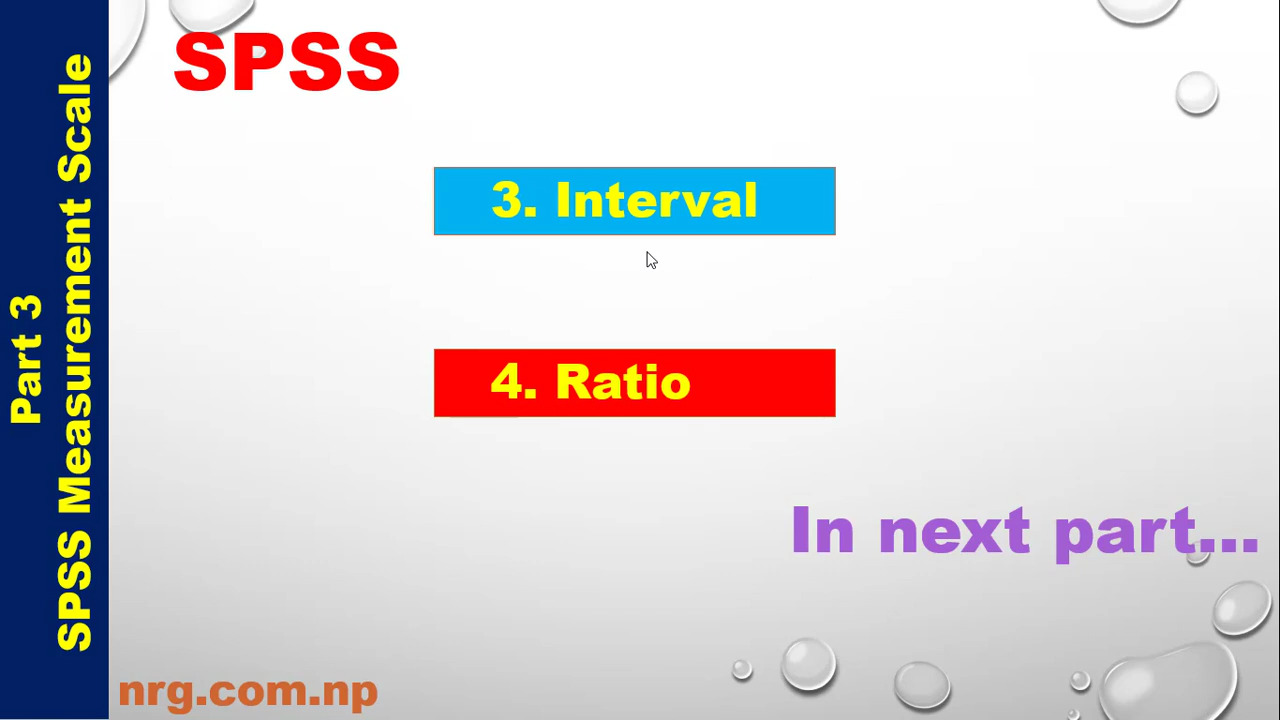 Part 3
SPSS Measurement Scale
SPSS
3. Interval
4. Ratio
In next part...
nrg.com.np